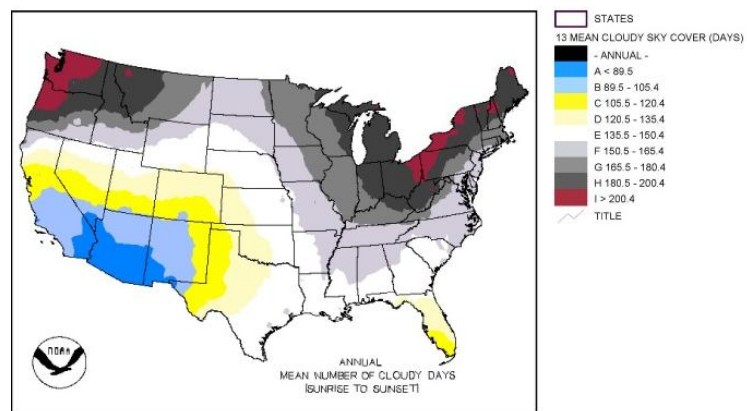 STATES
13 MEAN CLOUDY SKY COVER (DAYS)
- ANNUAL -
A < 89.5
B 89.5 - 105.4
C 105.5 - 120.4
D 120.5 - 135.4
E 135.5 - 150.4
F 150.5 - 165.4
G 165.5 - 180.4
H 180.5 - 200.4
I > 200.4
TITLE
NOAA
ANNUAL
MEAN NUMBER OF CLOUDY DAYS
(SUNRISE TO SUNSET)